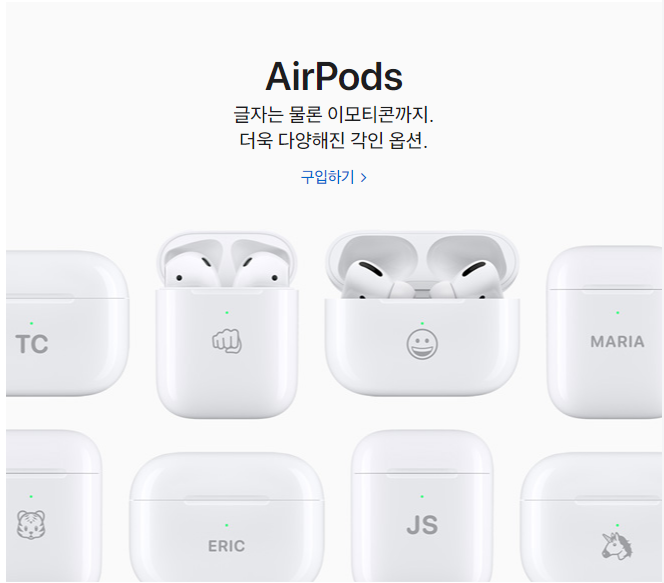 AirPods
글자는 물론 이모티콘까지.
더욱 다양해진 각인 옵션.
구입하기 >
TC
MARIA
ERIC
JS